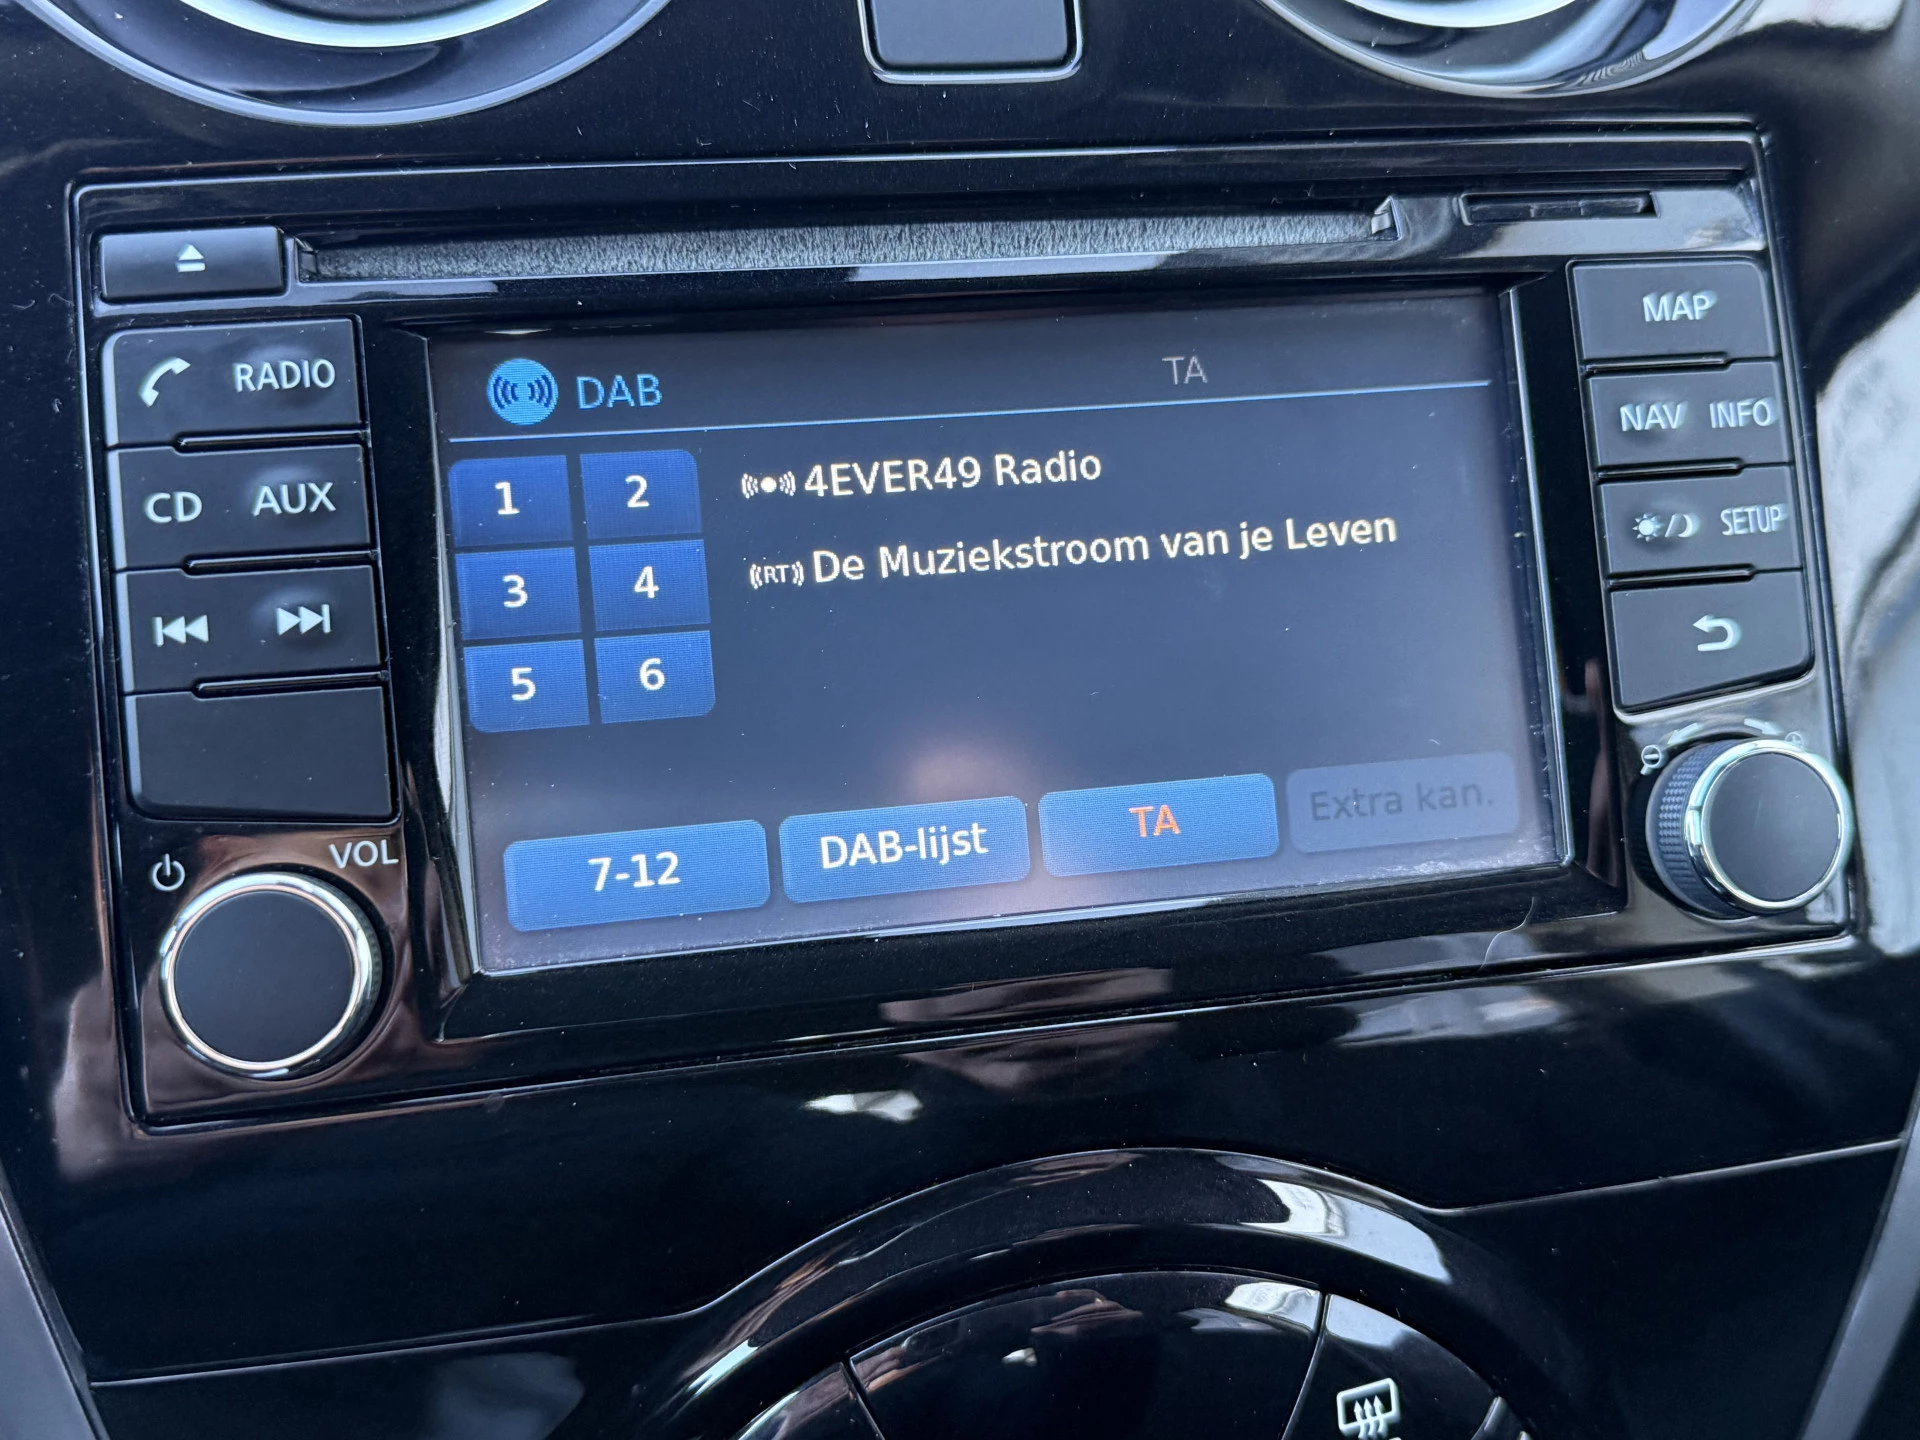 MAP
RADIO
DAB
TA
NAV INFO
CD AUX
1 2
4EVER49 Radio
SETUP
3 4
RT De Muziekstroom van je Leven
5 6
7-12
DAB-lijst
TA
Extra kan.
VOL